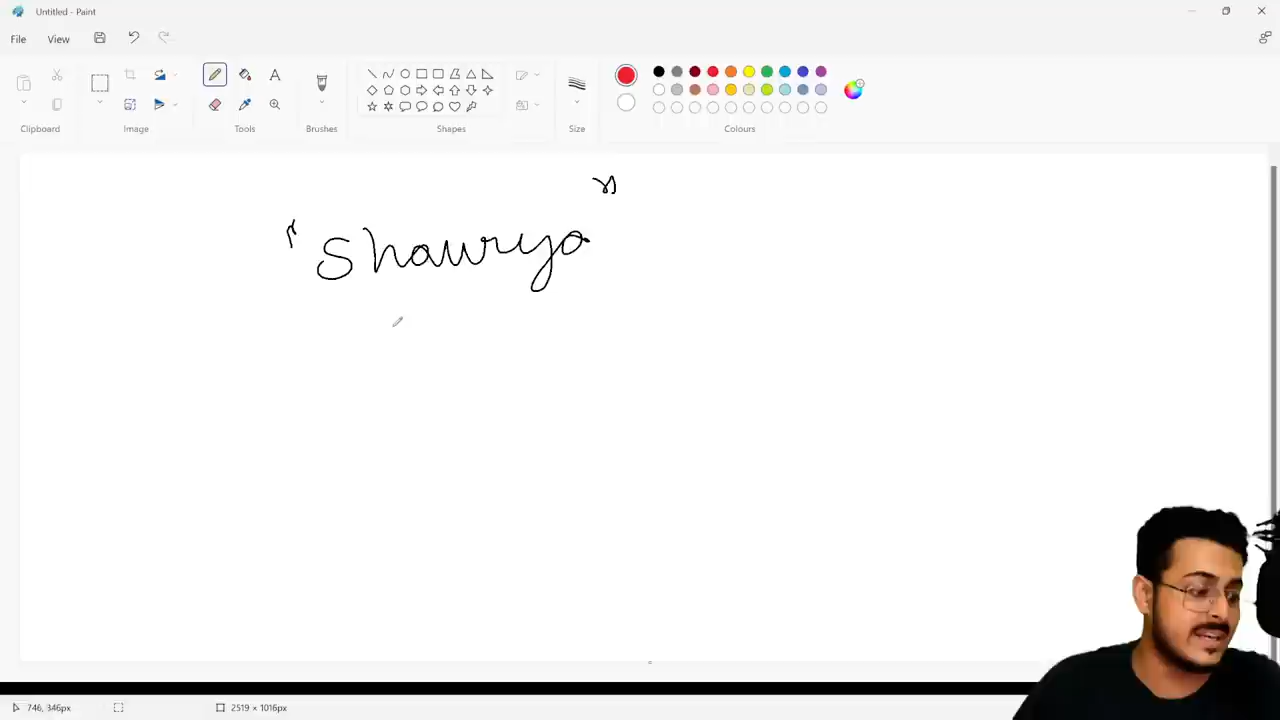 Untitled - Paint
File View
Clipboard
Image
Tools
Brushes
Shapes
Size
Colours
"Shaurya"
746, 346px
2519 × 1016px